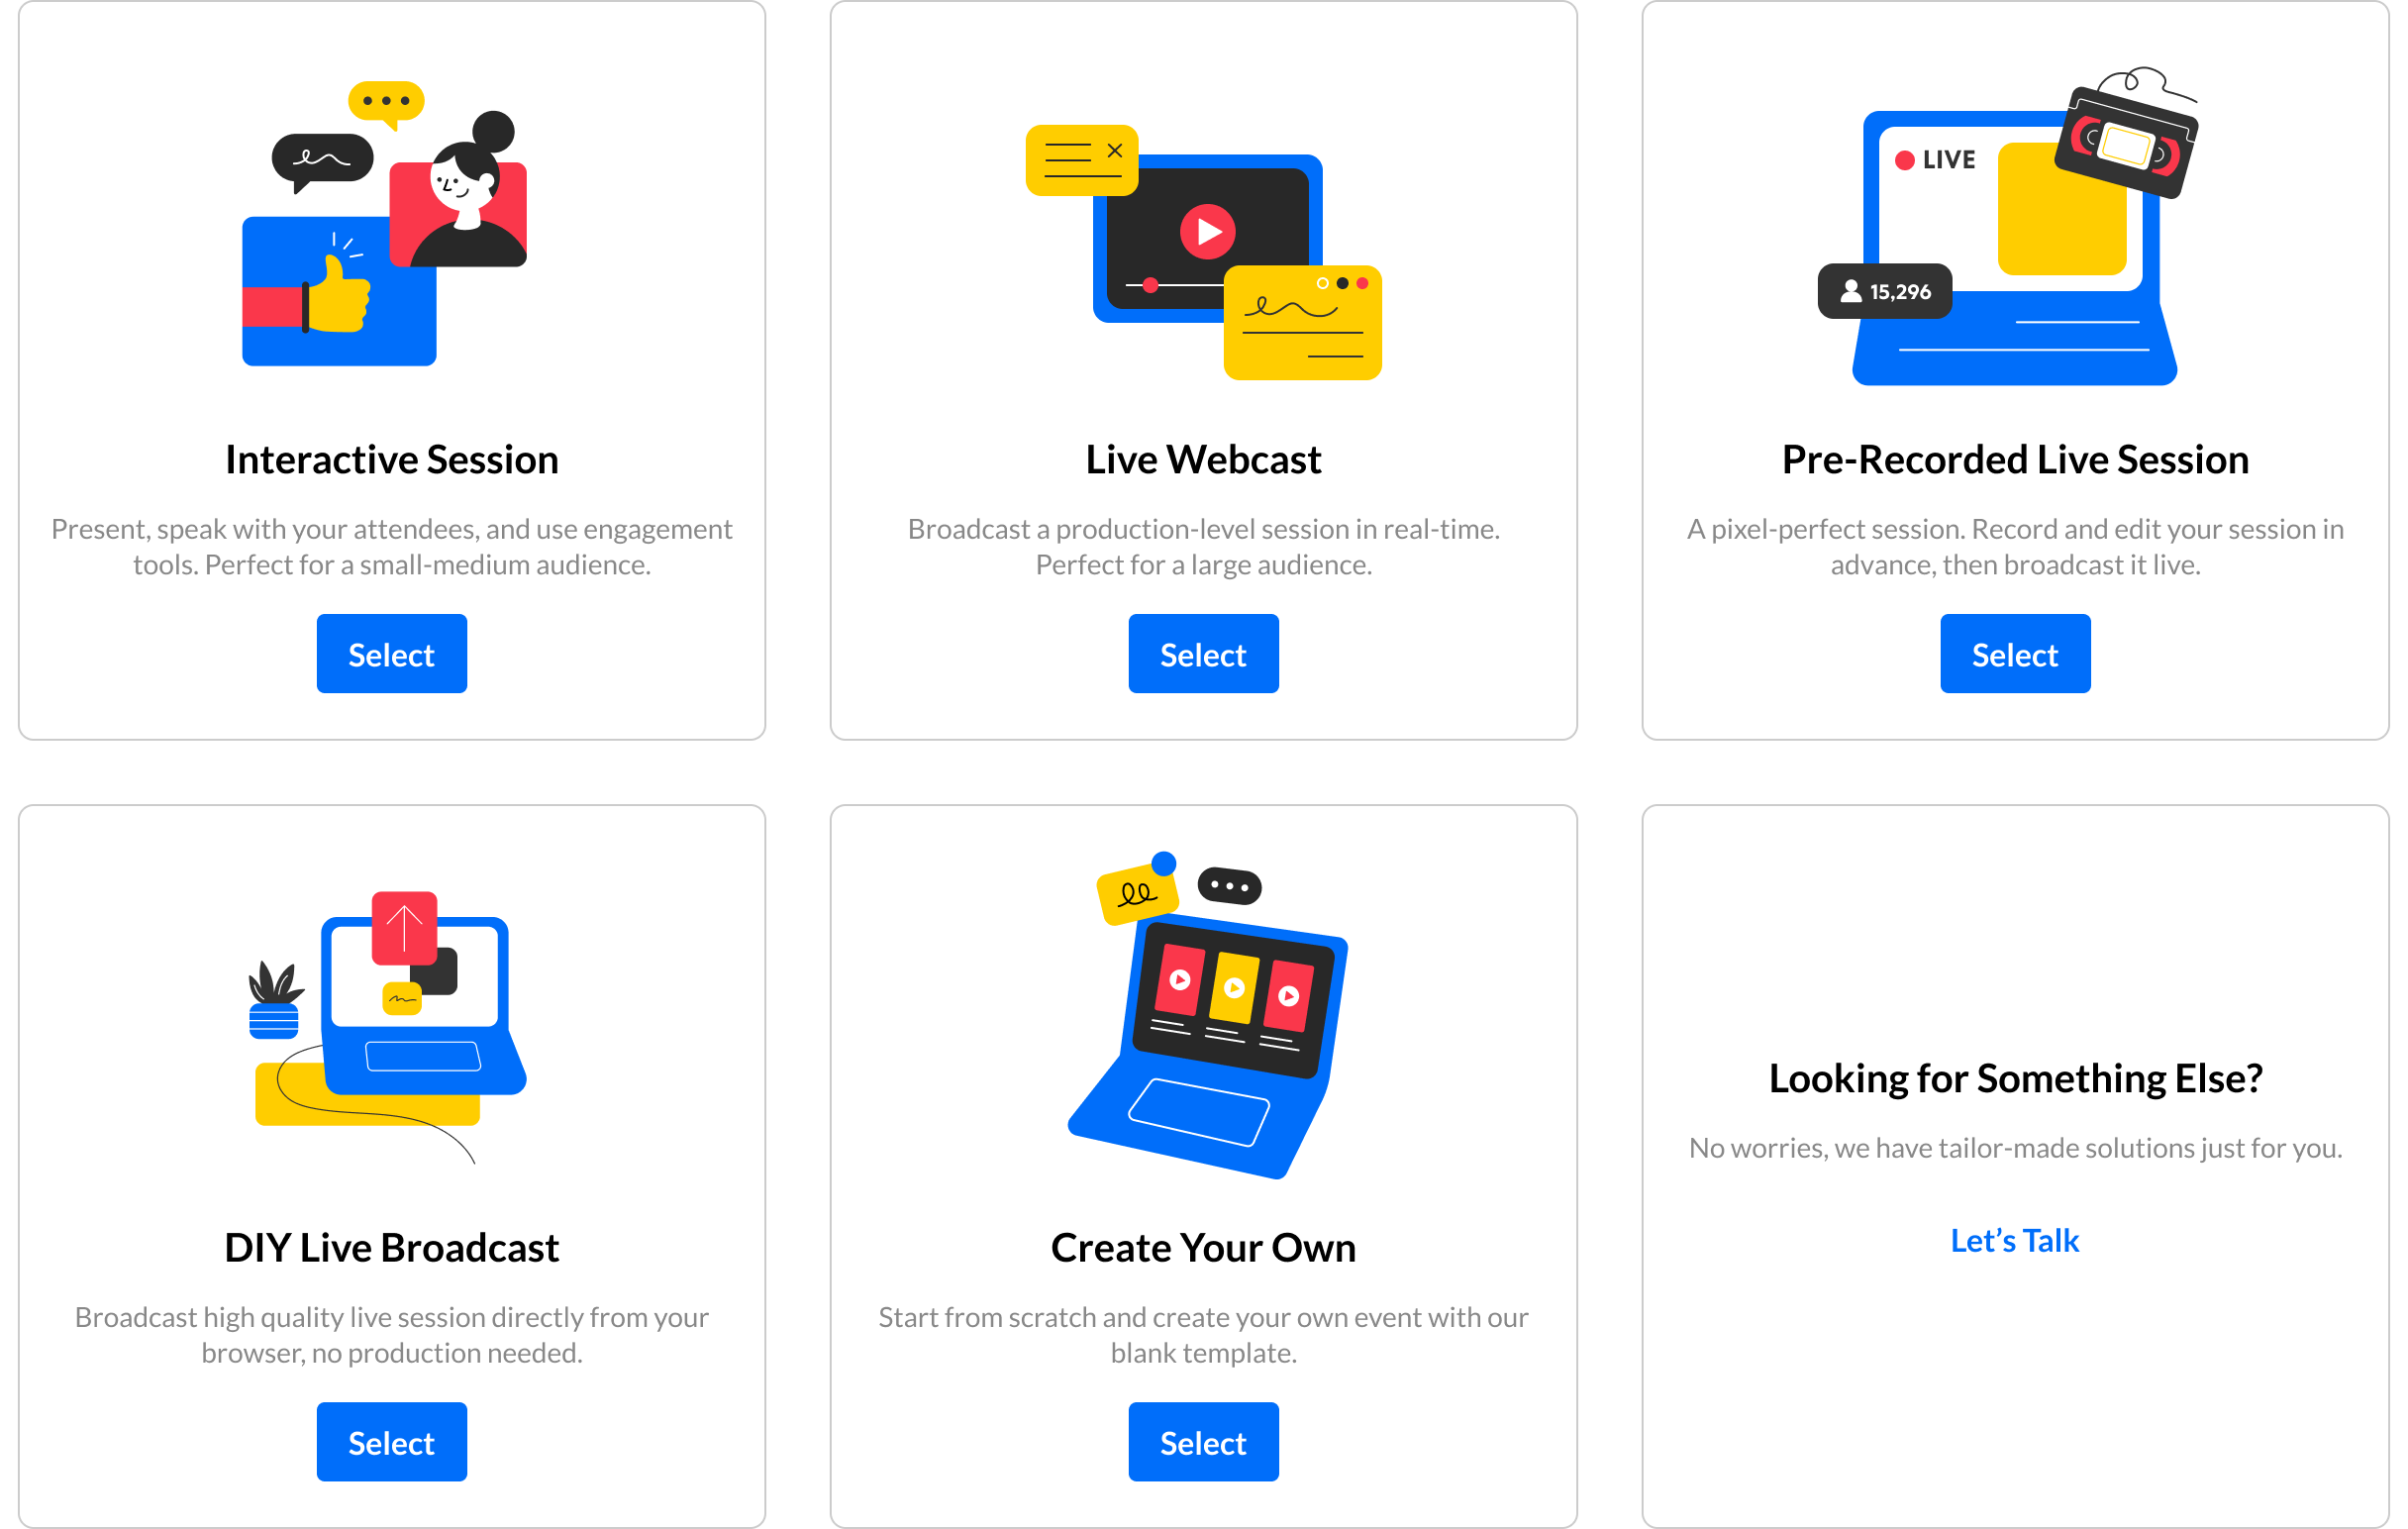 LIVE
15,296
Interactive Session
Present, speak with your attendees, and use engagement
tools. Perfect for a small-medium audience.
Select
Live Webcast
Broadcast a production-level session in real-time.
Perfect for a large audience.
Select
Pre-Recorded Live Session
A pixel-perfect session. Record and edit your session in
advance, then broadcast it live.
Select
DIY Live Broadcast
Broadcast high quality live session directly from your
browser, no production needed.
Select
Create Your Own
Start from scratch and create your own event with our
blank template.
Select
Looking for Something Else?
No worries, we have tailor-made solutions just for you.
Let’s Talk